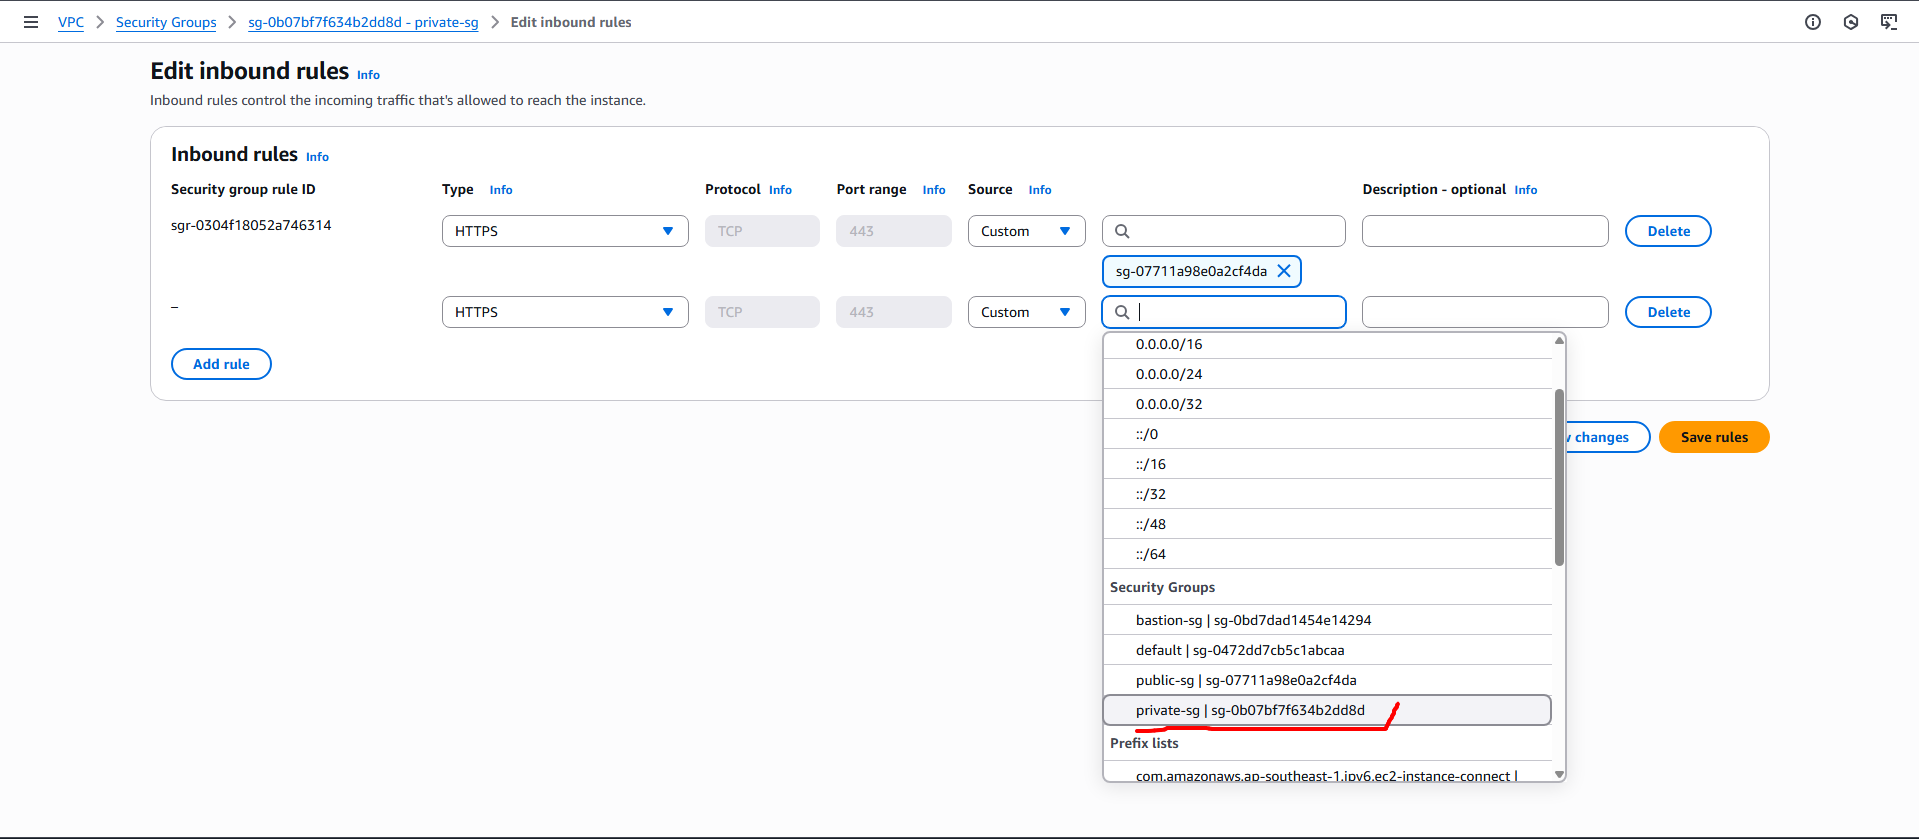 VPC > Security Groups > sg-0b07bf7f634b2dd8d - private-sg > Edit inbound rules
Edit inbound rules Info
Inbound rules control the incoming traffic that's allowed to reach the instance.
Inbound rules Info
Security group rule ID Type Info Protocol Info Port range Info Source Info Description - optional Info
sgr-0304f18052a746314 HTTPS TCP 443 Custom Delete
sg-07711a98e0a2cf4da
– HTTPS TCP 443 Custom Delete
Add rule
0.0.0.0/16
0.0.0.0/24
0.0.0.0/32
::/0
::/16
::/32
::/48
::/64
changes Save rules
Security Groups
bastion-sg | sg-0bd7dad1454e14294
default | sg-0472dd7cb5c1abcaa
public-sg | sg-07711a98e0a2cf4da
private-sg | sg-0b07bf7f634b2dd8d
Prefix lists
com.amazonaws.ap-southeast-1.ipv6.ec2-instance-connect |